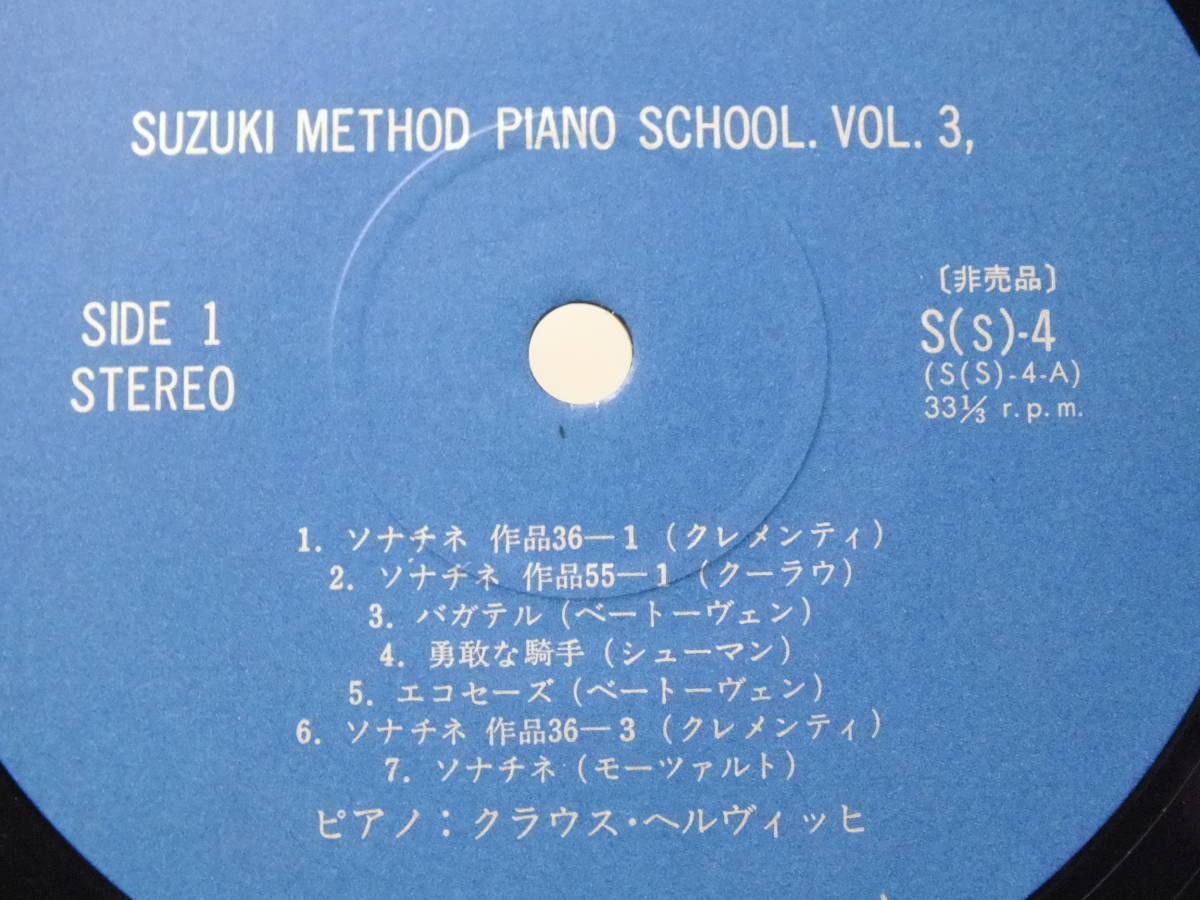 SUZUKI METHOD PIANO SCHOOL. VOL. 3,
SIDE 1
STEREO
〔非売品〕
S(S)-4
(S(S)-4-A)
33⅓ r.p.m.
1. ソナチネ 作品36—1 (クレメンティ)
2. ソナチネ 作品55—1 (クーラウ)
3. バガテル (ベートーヴェン)
4. 勇敢な騎手 (シューマン)
5. エコセーズ (ベートーヴェン)
6. ソナチネ 作品36—3 (クレメンティ)
7. ソナチネ (モーツァルト)
ピアノ：クラウス・ヘルヴィッヒ